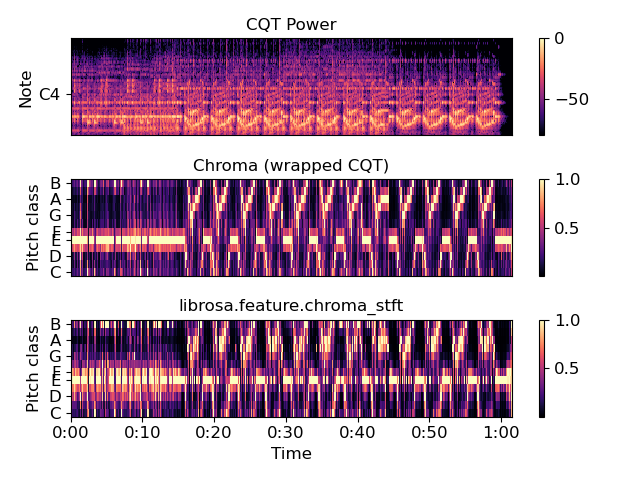 CQT Power
Note
C4
0
−50
Chroma (wrapped CQT)
Pitch class
B
A
G
F
E
D
C
1.0
0.5
librosa.feature.chroma_stft
Pitch class
B
A
G
F
E
D
C
1.0
0.5
0:00 0:10 0:20 0:30 0:40 0:50 1:00
Time